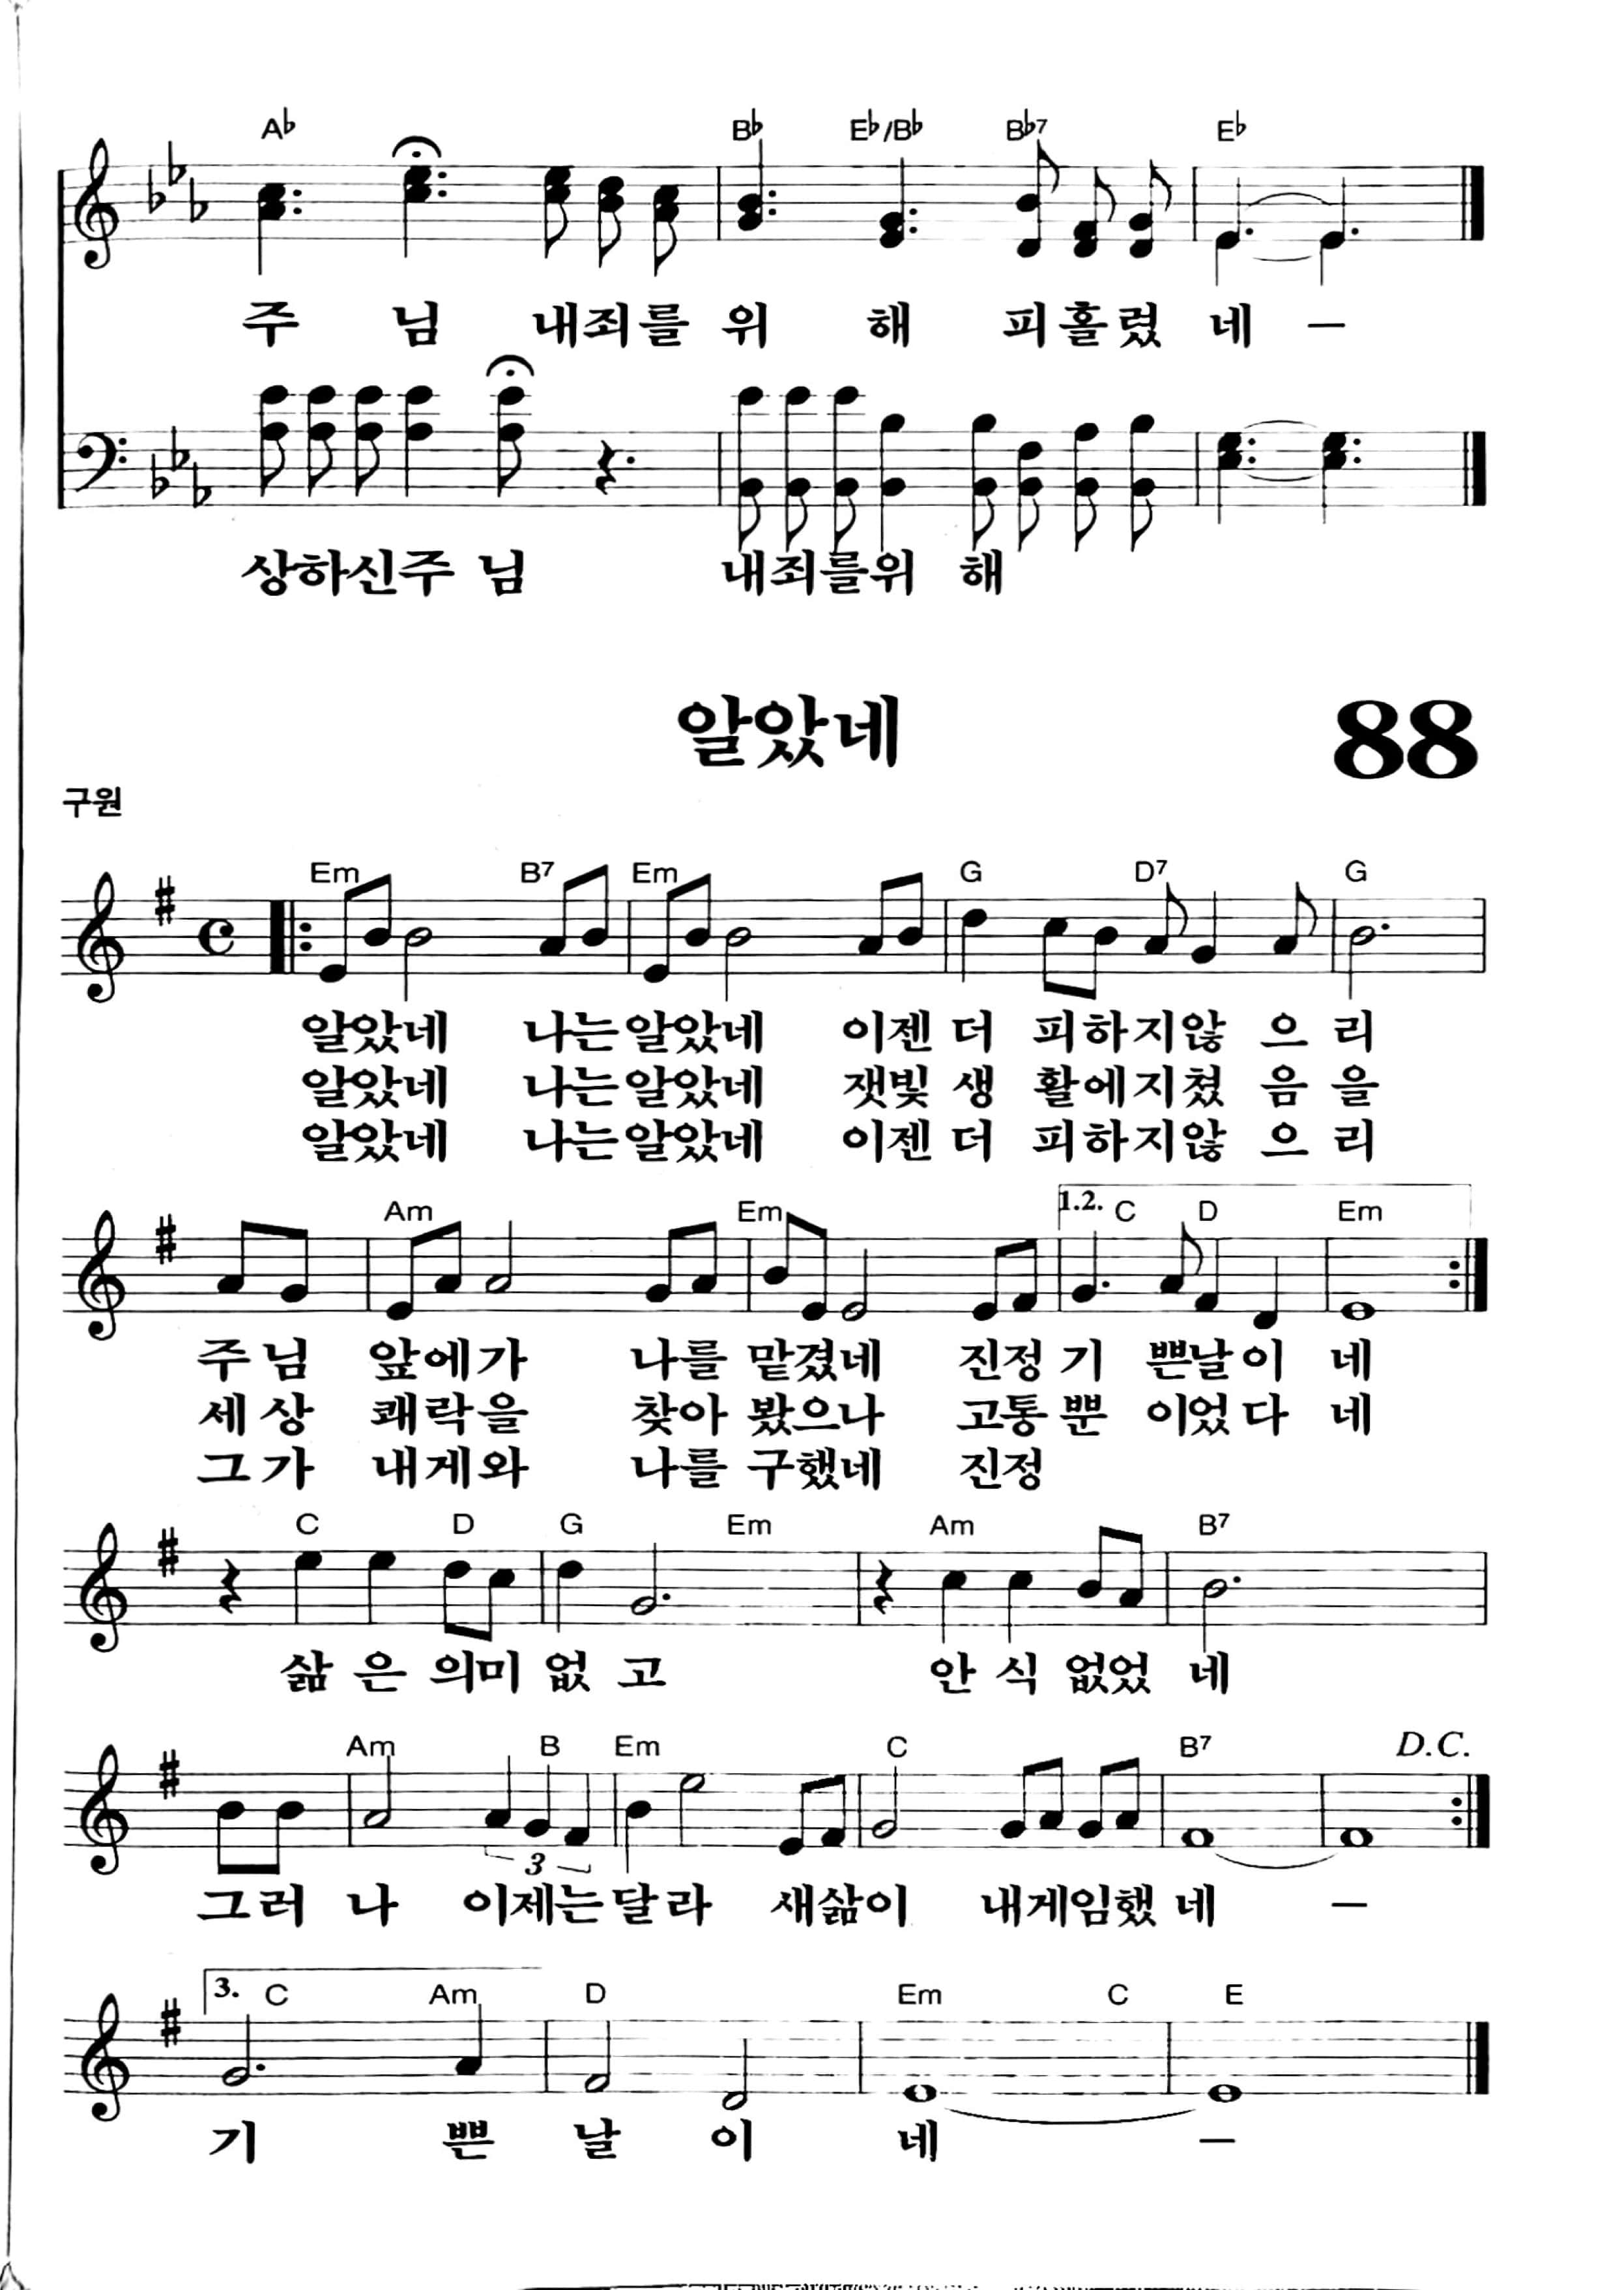 A♭ B♭ E♭/B♭ B♭7 E♭
주 님 내죄를 위 해 피흘렸 네 –
상하신주 님 내죄를위 해
알았네 88
구원
Em B7 Em G D7 G
알았네 나는알았네 이젠 더 피하지않 으 리
알았네 나는알았네 잿빛 생 활에지쳤 음 을
알았네 나는알았네 이젠 더 피하지않 으 리
Am Em 1.2. C D Em
주님 앞에가 나를 맡겼네 진정 기 쁜날이 네
세상 쾌락을 찾아 봤으나 고통 뿐 이었다 네
그가 내게와 나를 구했네 진정
C D G Em Am B7
삶 은 의미 없 고 안 식 없었 네
Am B Em C B7 D.C.
3
그러 나 이제는달라 새삶이 내게임했 네 –
3. C Am D Em C E
기 쁜 날 이 네 –